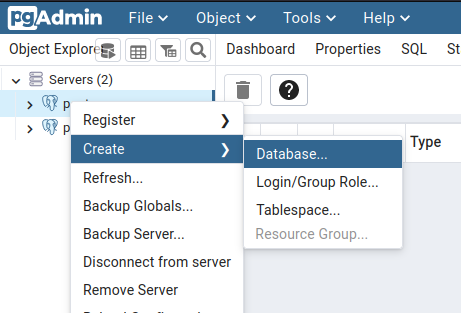 pgAdmin File Object Tools Help
Object Explore Dashboard Properties SQL St
Servers (2)
Register
Create
Refresh...
Backup Globals...
Backup Server...
Disconnect from server
Remove Server
Database...
Login/Group Role...
Tablespace...
Resource Group...
Type